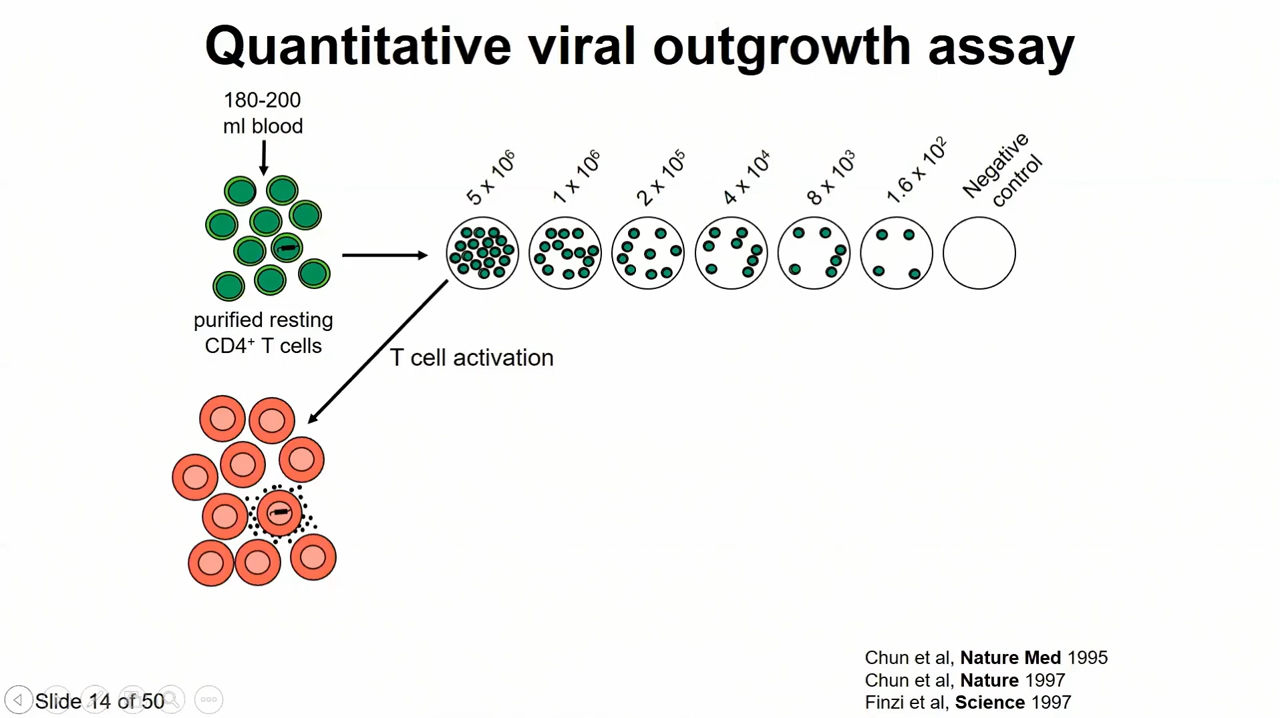 Quantitative viral outgrowth assay
180-200
ml blood
5 x 10⁶
1 x 10⁶
2 x 10⁵
4 x 10⁴
8 x 10³
1.6 x 10²
Negative
control
purified resting
CD4⁺ T cells
T cell activation
Chun et al, Nature Med 1995
Chun et al, Nature 1997
Finzi et al, Science 1997
Slide 14 of 50